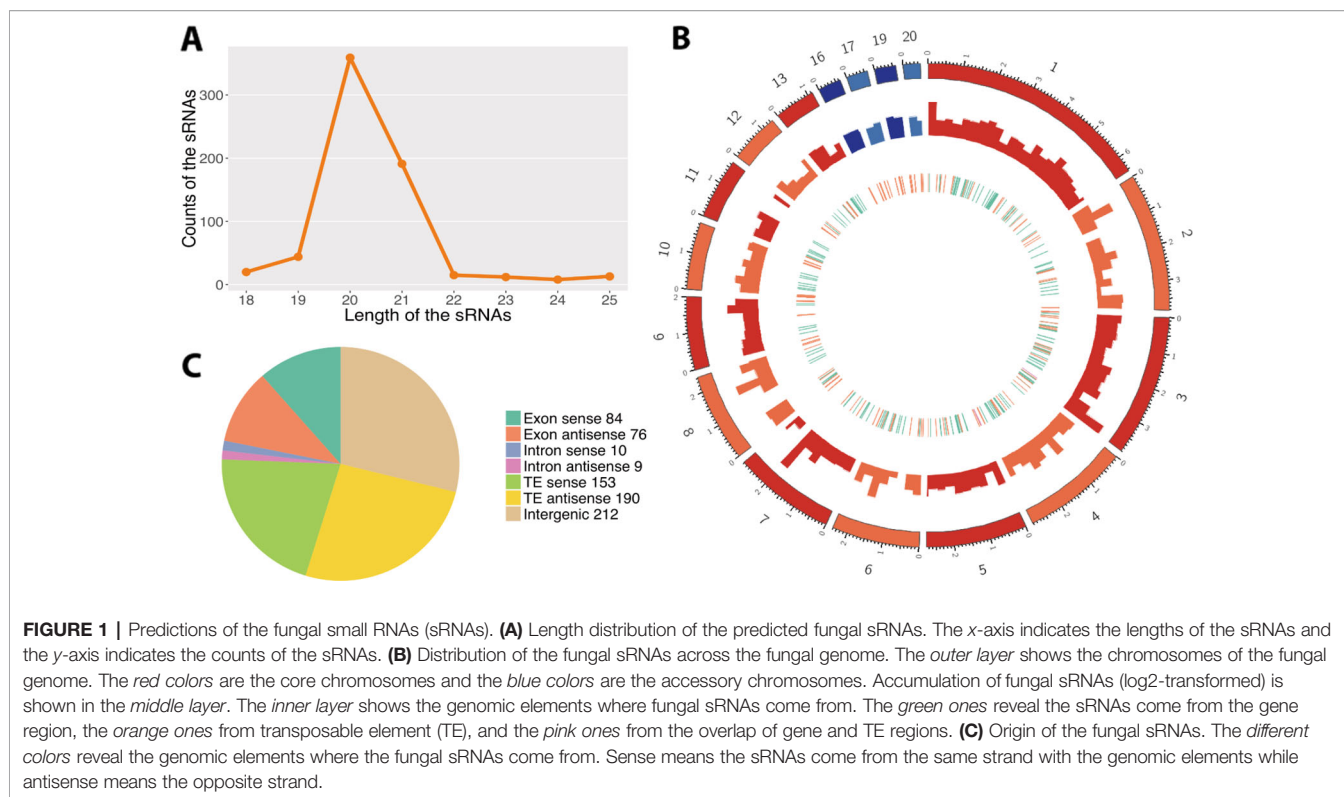 A
Counts of the sRNAs
300
200
100
0
18 19 20 21 22 23 24 25
Length of the sRNAs
B
1
2
3
4
5
6
7
8
9
10
11
12
13
16
17
19
20
C
Exon sense 84
Exon antisense 76
Intron sense 10
Intron antisense 9
TE sense 153
TE antisense 190
Intergenic 212
FIGURE 1 | Predictions of the fungal small RNAs (sRNAs). (A) Length distribution of the predicted fungal sRNAs. The x-axis indicates the lengths of the sRNAs and
the y-axis indicates the counts of the sRNAs. (B) Distribution of the fungal sRNAs across the fungal genome. The outer layer shows the chromosomes of the fungal
genome. The red colors are the core chromosomes and the blue colors are the accessory chromosomes. Accumulation of fungal sRNAs (log2-transformed) is
shown in the middle layer. The inner layer shows the genomic elements where fungal sRNAs come from. The green ones reveal the sRNAs come from the gene
region, the orange ones from transposable element (TE), and the pink ones from the overlap of gene and TE regions. (C) Origin of the fungal sRNAs. The different
colors reveal the genomic elements where the fungal sRNAs come from. Sense means the sRNAs come from the same strand with the genomic elements while
antisense means the opposite strand.